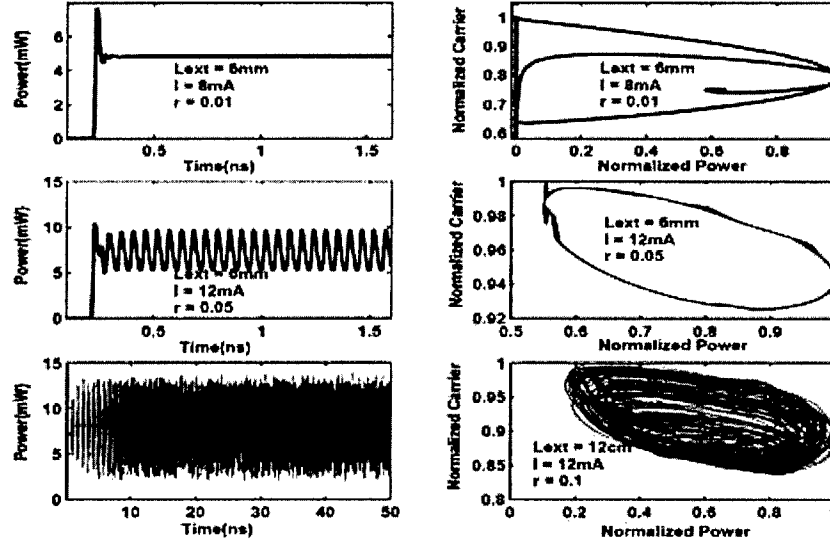 8
6
4
2
0
Power(mW)
Lext = 6mm
I = 8mA
r = 0.01
0.5
1
1.5
Time(ns)
1
0.9
0.8
0.7
0.6
Normalized Carrier
Lext = 6mm
I = 8mA
r = 0.01
0
0.2
0.4
0.6
0.8
Normalized Power
15
10
5
0
Power(mW)
Lext = 6mm
I = 12mA
r = 0.05
0.5
1
1.5
Time(ns)
1
0.98
0.96
0.94
0.92
Normalized Carrier
Lext = 6mm
I = 12mA
r = 0.05
0.5
0.6
0.7
0.8
0.9
Normalized Power
15
10
5
0
Power(mW)
10
20
30
40
50
Time(ns)
1
0.95
0.9
0.85
0.8
Normalized Carrier
Lext = 12cm
I = 12mA
r = 0.1
0
0.2
0.4
0.6
0.8
Normalized Power